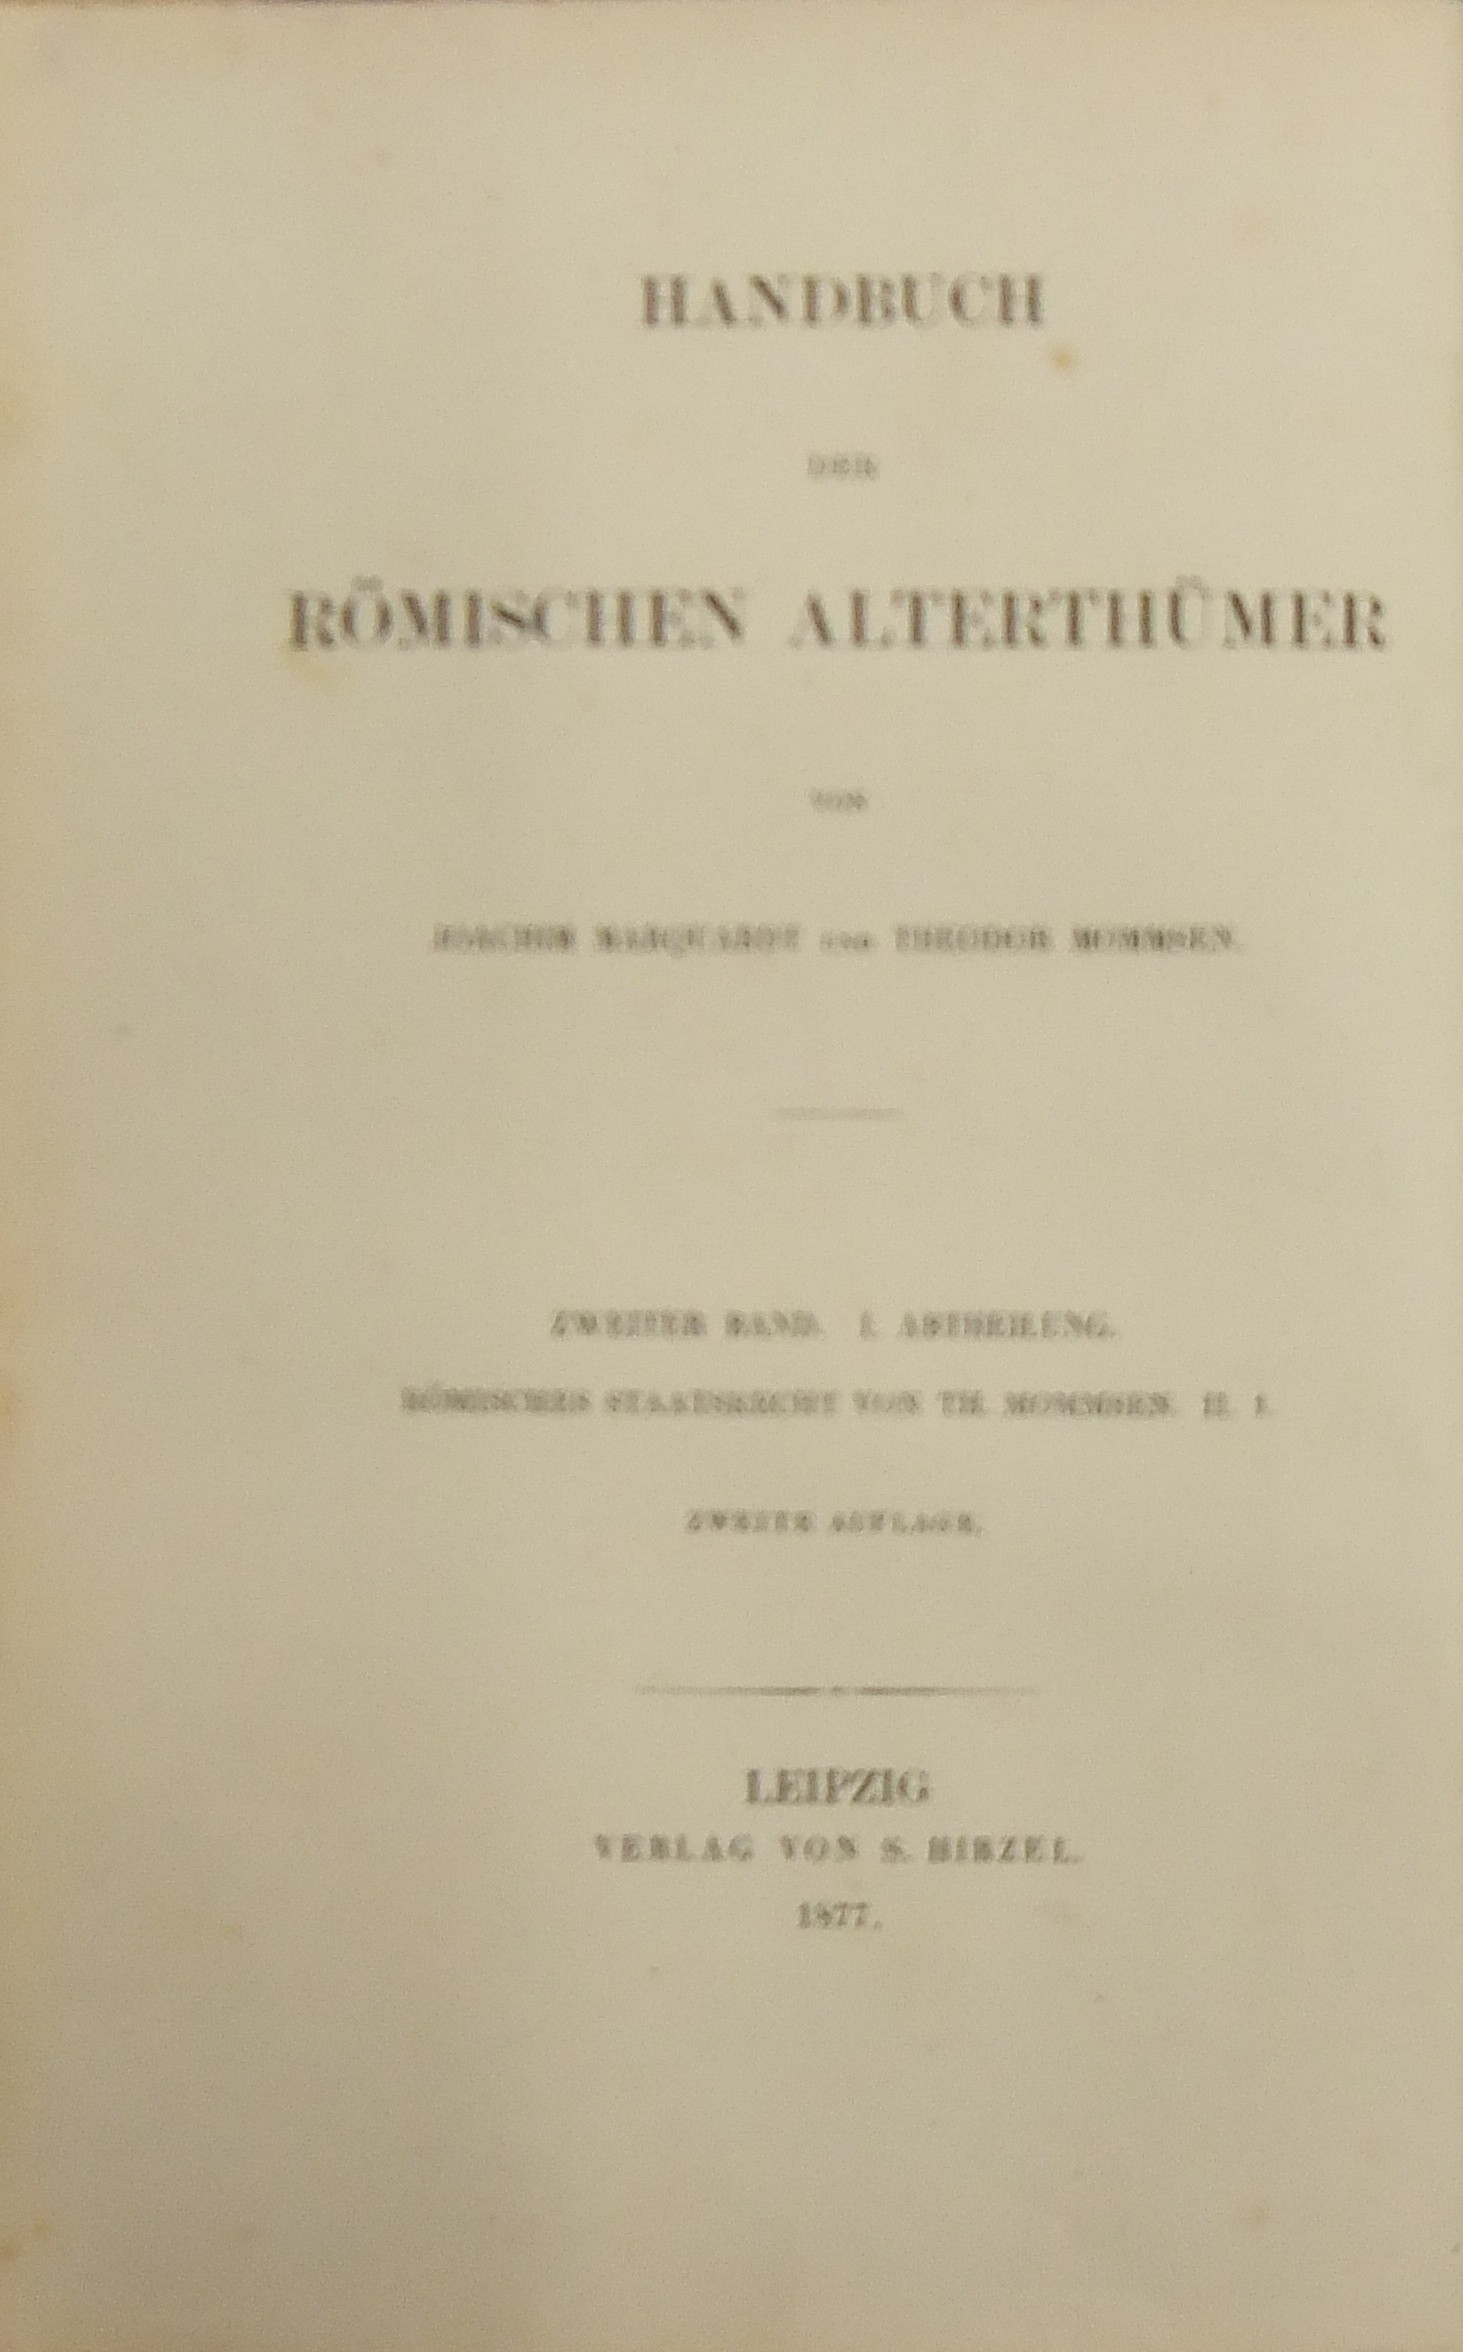 HANDBUCH
DER
RÖMISCHEN ALTERTHÜMER
VON
JOACHIM MARQUARDT UND THEODOR MOMMSEN.
ZWEITER BAND. I. ABTHEILUNG.
RÖMISCHES STAATSRECHT VON TH. MOMMSEN. II. 1.
ZWEITE AUFLAGE.
LEIPZIG
VERLAG VON S. HIRZEL.
1877.